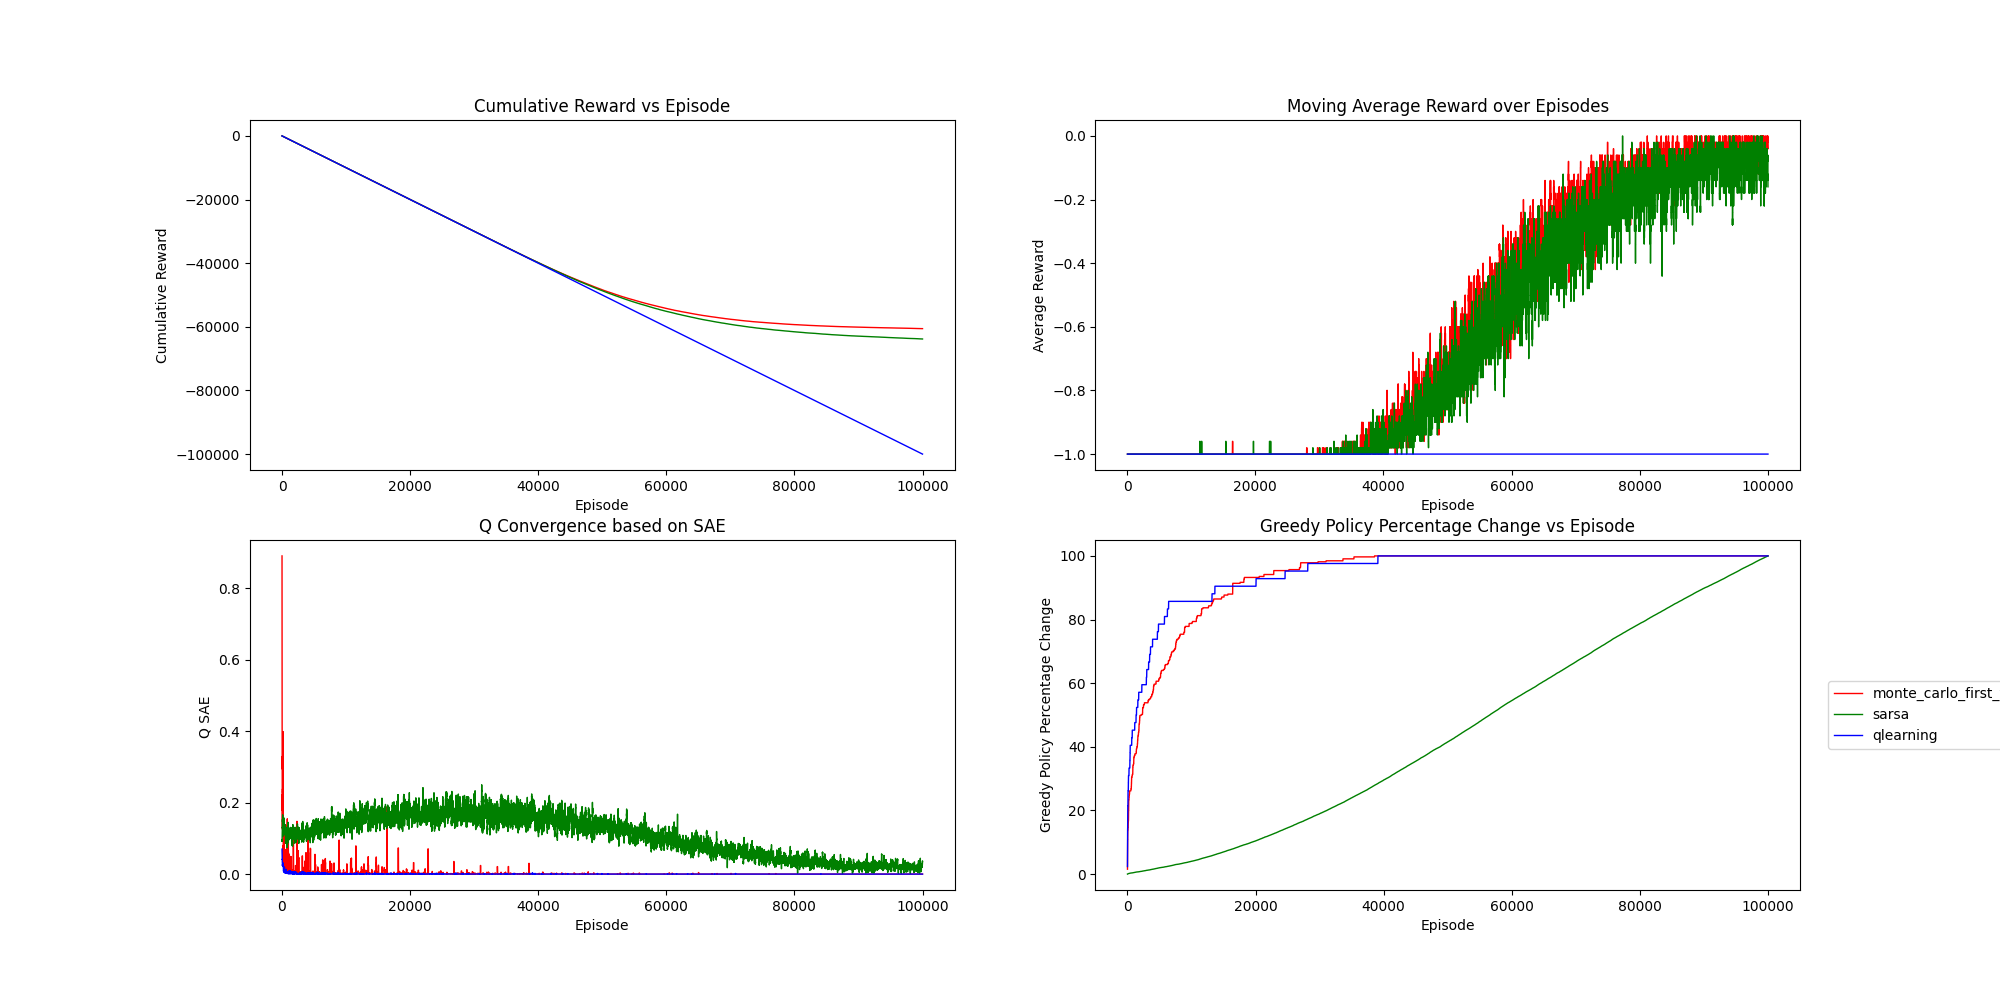 Cumulative Reward vs Episode
Cumulative Reward
0
−20000
−40000
−60000
−80000
−100000
0 20000 40000 60000 80000 100000
Episode
Moving Average Reward over Episodes
Average Reward
0.0
−0.2
−0.4
−0.6
−0.8
−1.0
0 20000 40000 60000 80000 100000
Episode
Q Convergence based on SAE
Q SAE
0.8
0.6
0.4
0.2
0.0
0 20000 40000 60000 80000 100000
Episode
Greedy Policy Percentage Change vs Episode
Greedy Policy Percentage Change
100
80
60
40
20
0
0 20000 40000 60000 80000 100000
Episode
monte_carlo_first_
sarsa
qlearning